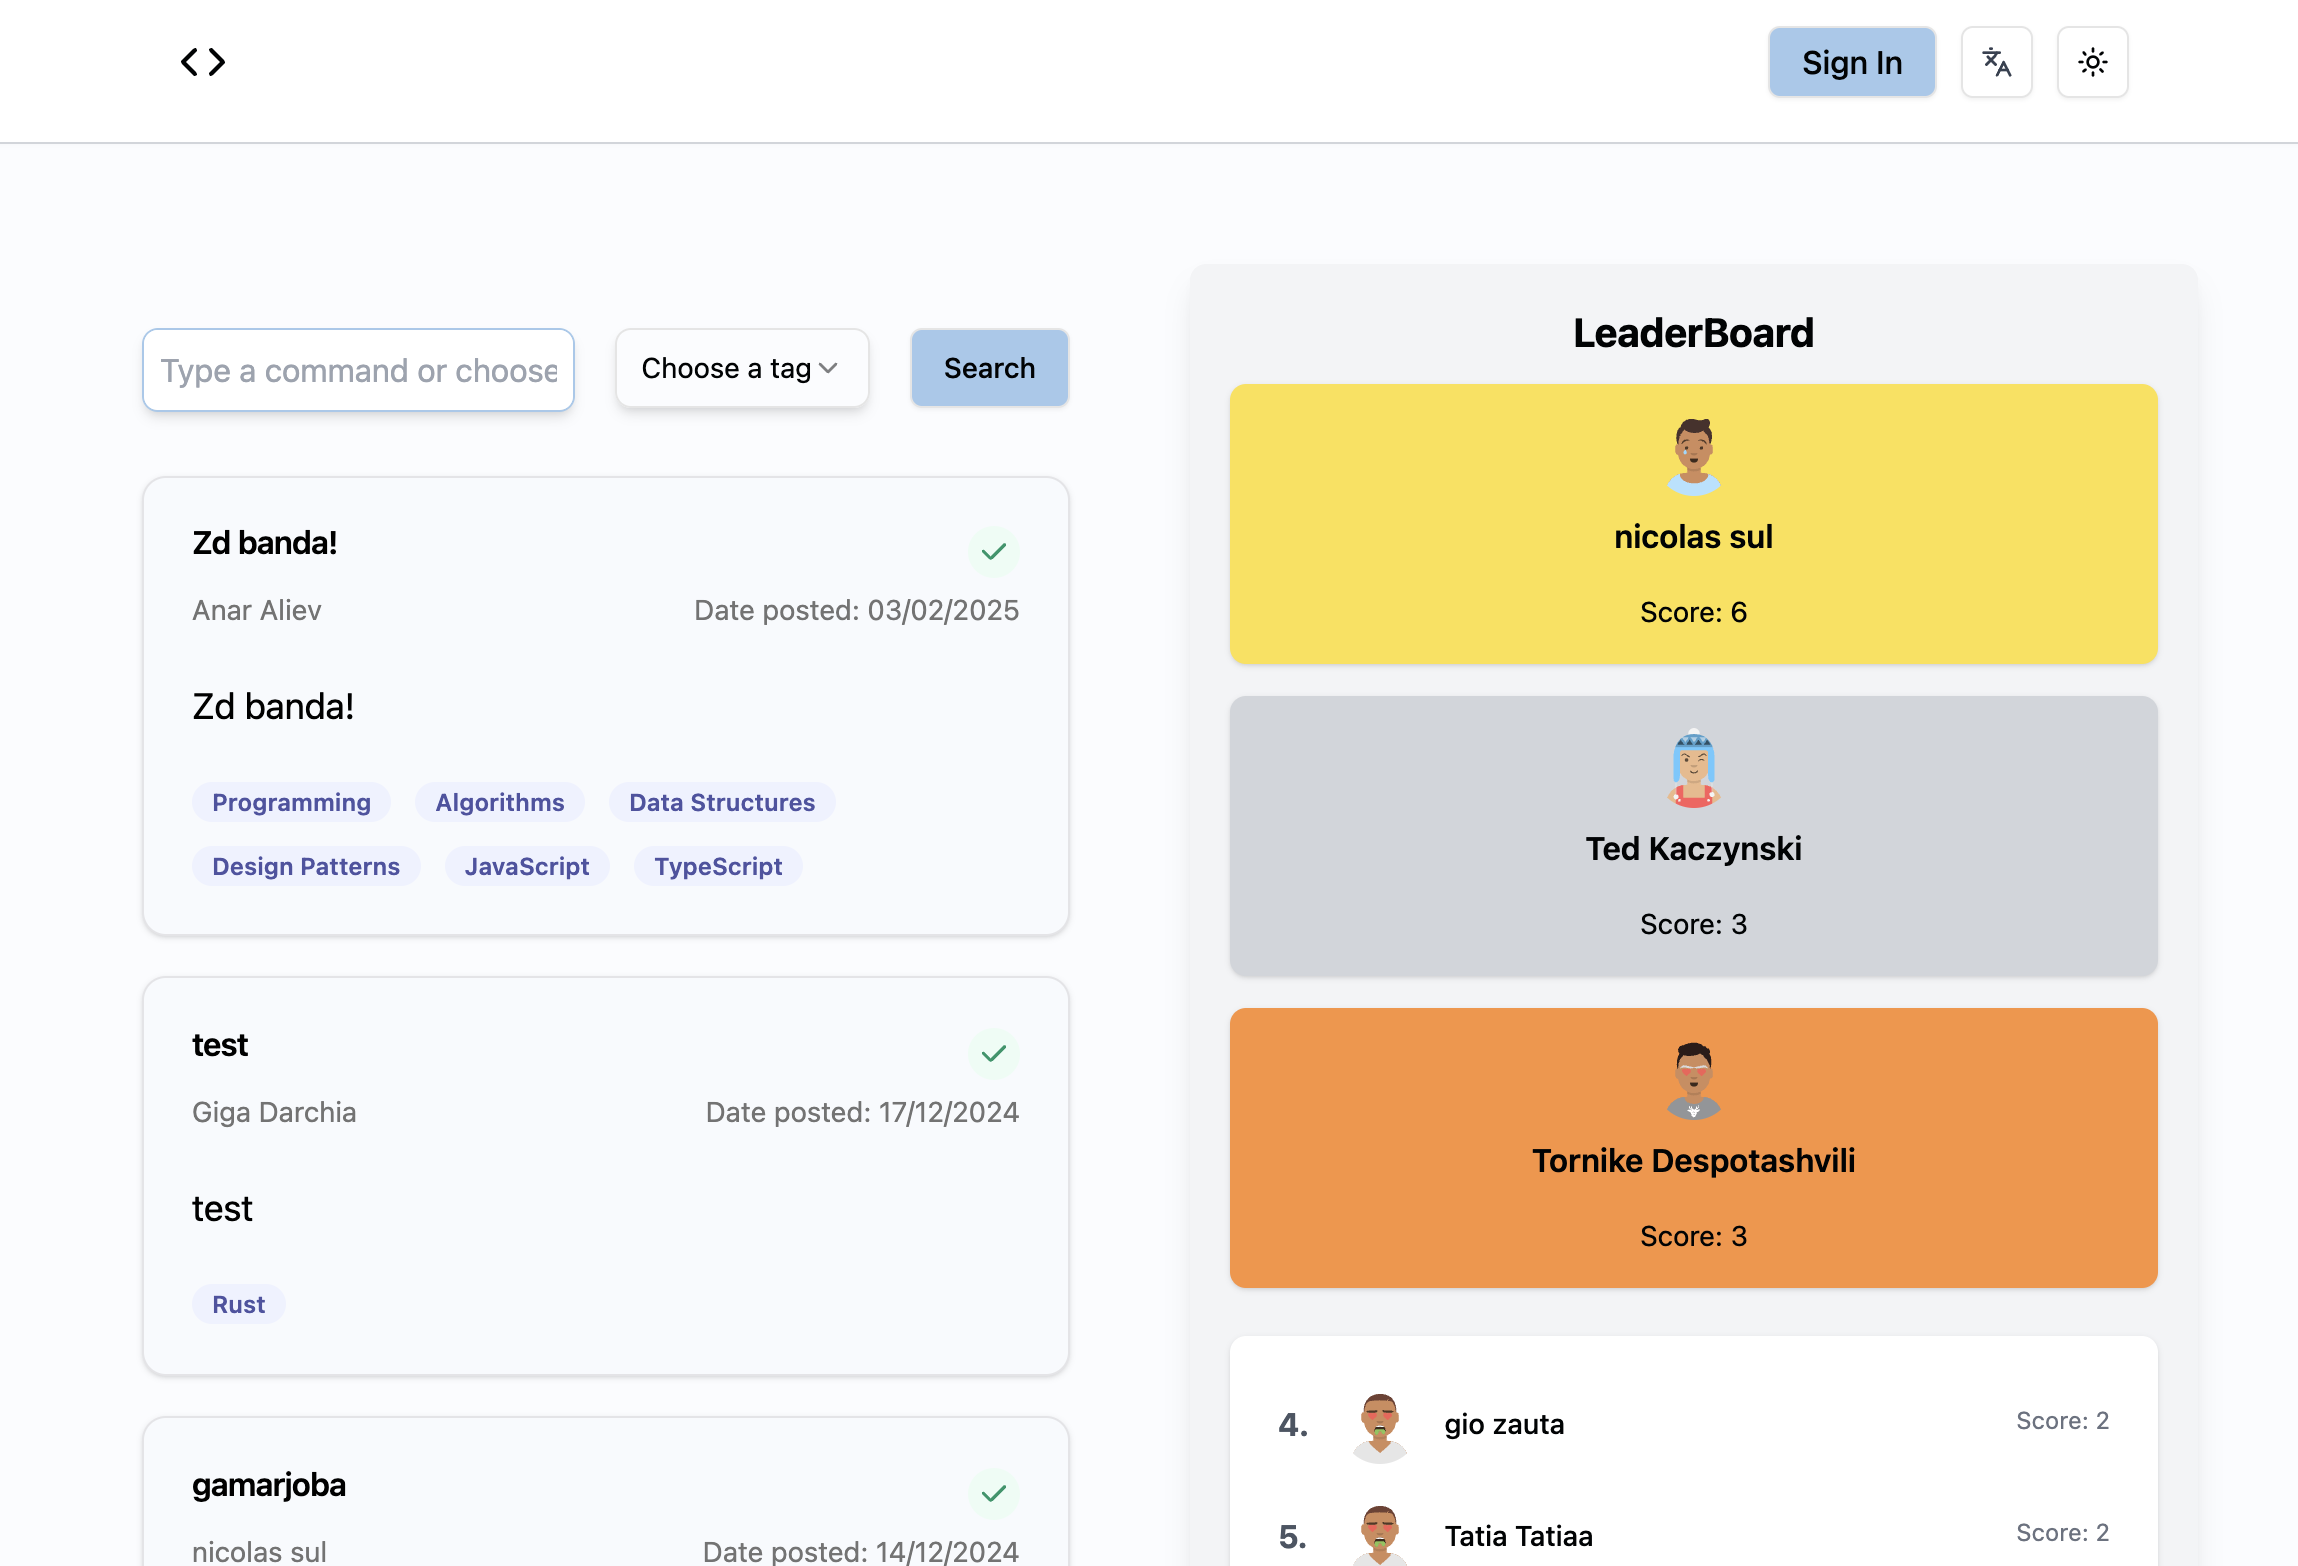 Sign In
Type a command or choose
Choose a tag
Search
Zd banda!
Anar Aliev
Date posted: 03/02/2025
Zd banda!
Programming
Algorithms
Data Structures
Design Patterns
JavaScript
TypeScript
test
Giga Darchia
Date posted: 17/12/2024
test
Rust
gamarjoba
nicolas sul
Date posted: 14/12/2024
LeaderBoard
nicolas sul
Score: 6
Ted Kaczynski
Score: 3
Tornike Despotashvili
Score: 3
4.
gio zauta
Score: 2
5.
Tatia Tatiaa
Score: 2